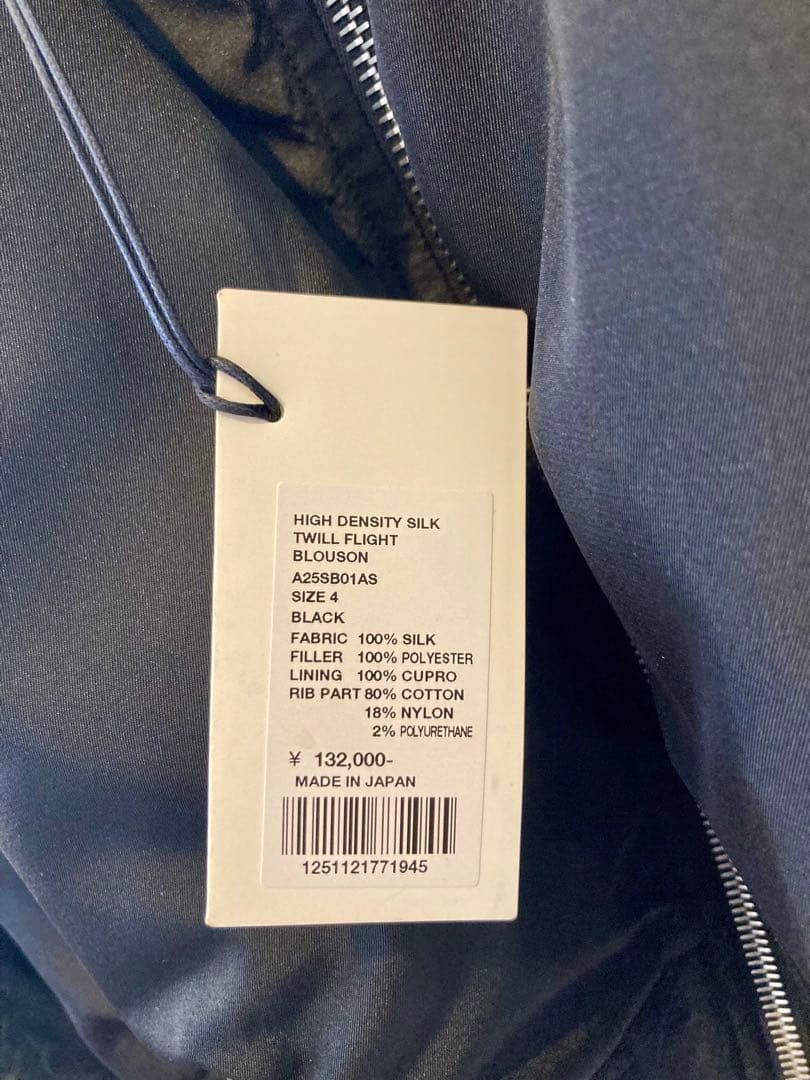 HIGH DENSITY SILK
TWILL FLIGHT
BLOUSON
A25SB01AS
SIZE 4
BLACK
FABRIC 100% SILK
FILLER 100% POLYESTER
LINING 100% CUPRO
RIB PART 80% COTTON
18% NYLON
2% POLYURETHANE
¥ 132,000-
MADE IN JAPAN
1251121771945